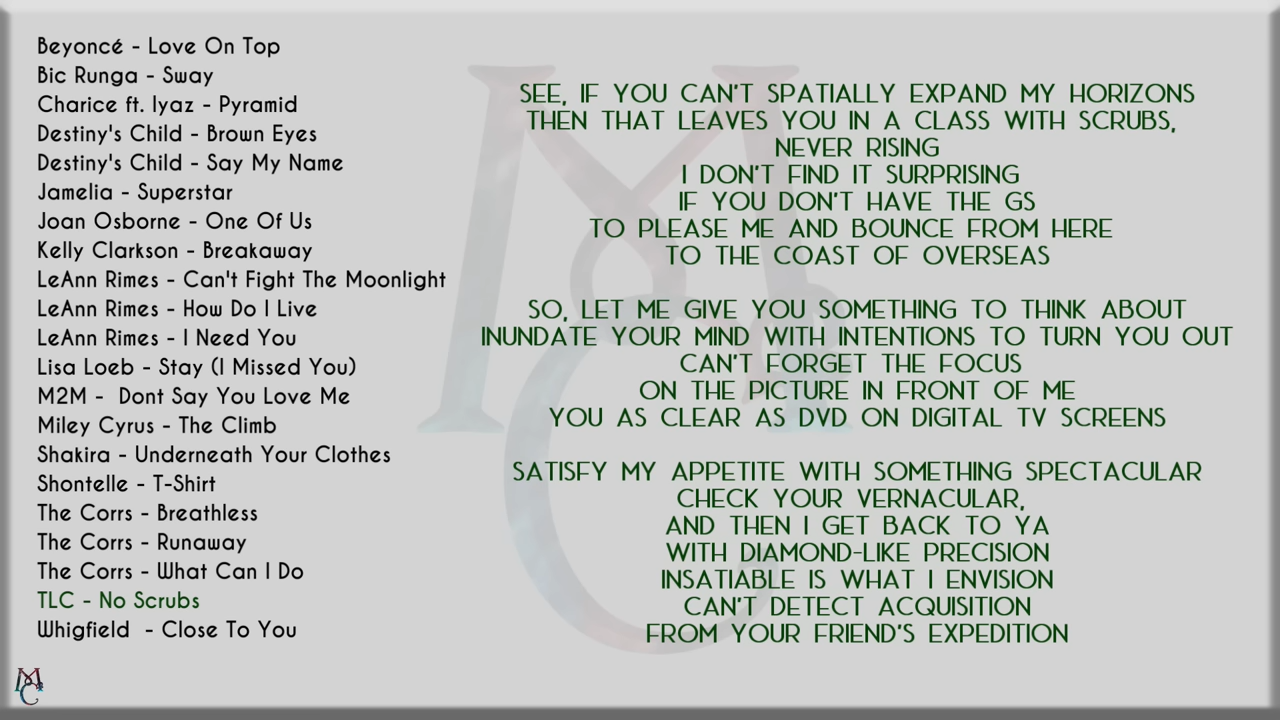 Beyoncé - Love On Top
Bic Runga - Sway
Charice ft. Iyaz - Pyramid
Destiny's Child - Brown Eyes
Destiny's Child - Say My Name
Jamelia - Superstar
Joan Osborne - One Of Us
Kelly Clarkson - Breakaway
LeAnn Rimes - Can't Fight The Moonlight
LeAnn Rimes - How Do I Live
LeAnn Rimes - I Need You
Lisa Loeb - Stay (I Missed You)
M2M -  Dont Say You Love Me
Miley Cyrus - The Climb
Shakira - Underneath Your Clothes
Shontelle - T-Shirt
The Corrs - Breathless
The Corrs - Runaway
The Corrs - What Can I Do
TLC - No Scrubs
Whigfield  - Close To You
SEE, IF YOU CAN'T SPATIALLY EXPAND MY HORIZONS
THEN THAT LEAVES YOU IN A CLASS WITH SCRUBS,
NEVER RISING
I DON'T FIND IT SURPRISING
IF YOU DON'T HAVE THE GS
TO PLEASE ME AND BOUNCE FROM HERE
TO THE COAST OF OVERSEAS
SO, LET ME GIVE YOU SOMETHING TO THINK ABOUT
INUNDATE YOUR MIND WITH INTENTIONS TO TURN YOU OUT
CAN'T FORGET THE FOCUS
ON THE PICTURE IN FRONT OF ME
YOU AS CLEAR AS DVD ON DIGITAL TV SCREENS
SATISFY MY APPETITE WITH SOMETHING SPECTACULAR
CHECK YOUR VERNACULAR,
AND THEN I GET BACK TO YA
WITH DIAMOND-LIKE PRECISION
INSATIABLE IS WHAT I ENVISION
CAN'T DETECT ACQUISITION
FROM YOUR FRIEND'S EXPEDITION